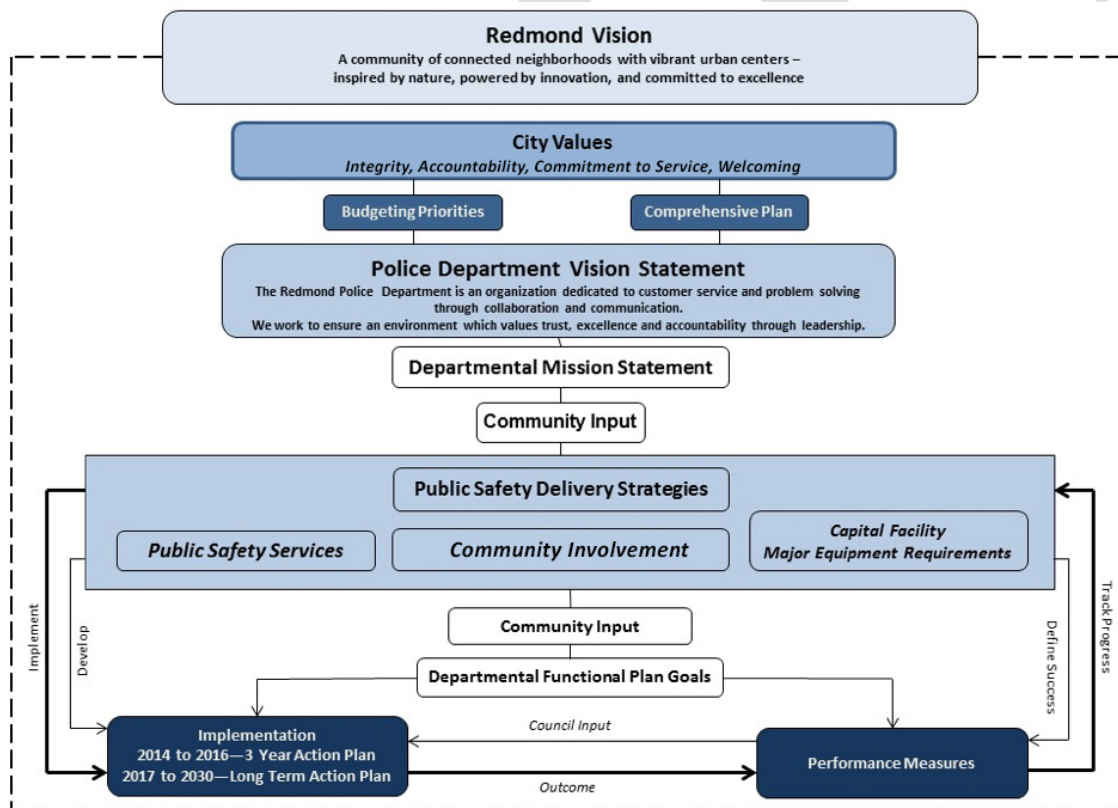 Redmond Vision
A community of connected neighborhoods with vibrant urban centers –
inspired by nature, powered by innovation, and committed to excellence
City Values
Integrity, Accountability, Commitment to Service, Welcoming
Budgeting Priorities
Comprehensive Plan
Police Department Vision Statement
The Redmond Police Department is an organization dedicated to customer service and problem solving
through collaboration and communication.
We work to ensure an environment which values trust, excellence and accountability through leadership.
Departmental Mission Statement
Community Input
Public Safety Delivery Strategies
Public Safety Services
Community Involvement
Capital Facility
Major Equipment Requirements
Implement
Develop
Community Input
Departmental Functional Plan Goals
Define Success
Track Progress
Implementation
2014 to 2016—3 Year Action Plan
2017 to 2030—Long Term Action Plan
Council Input
Outcome
Performance Measures